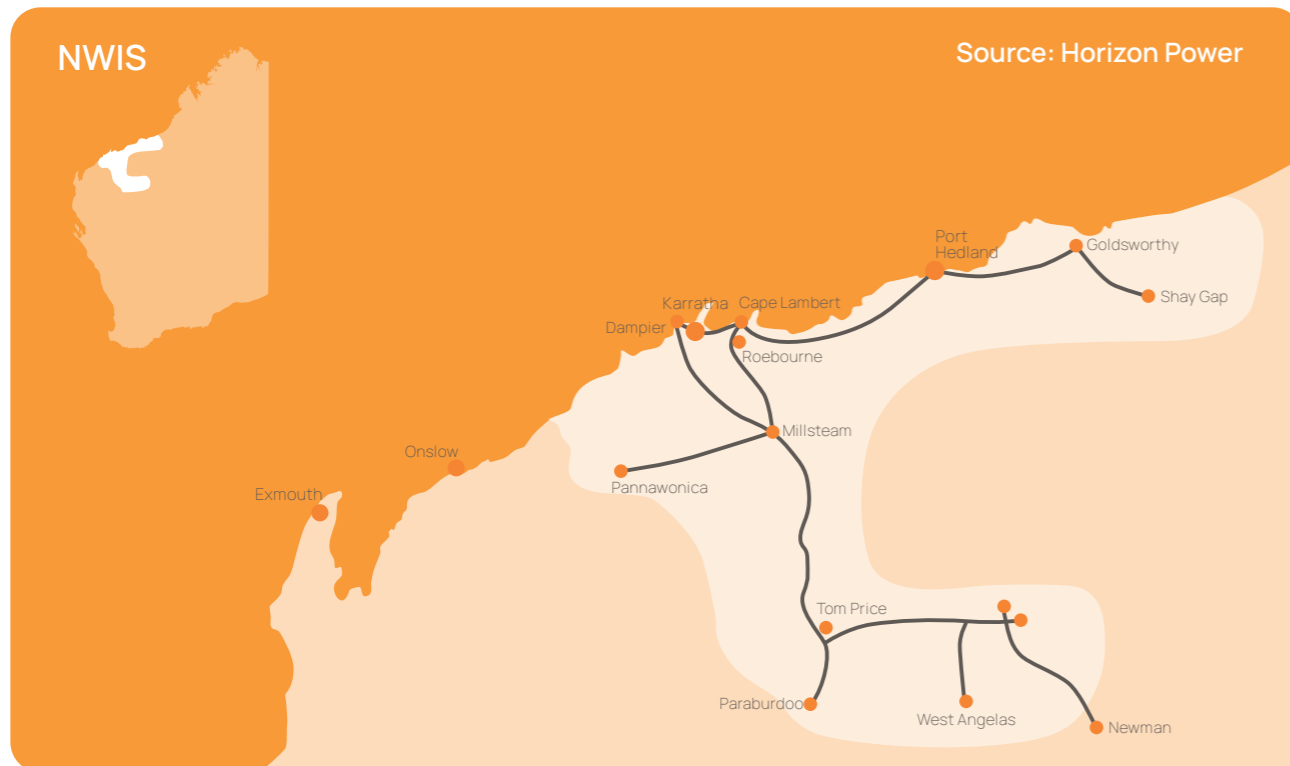 NWIS
Source: Horizon Power
Port
Hedland
Goldsworthy
Karratha
Cape Lambert
Shay Gap
Dampier
Roebourne
Millsteam
Onslow
Pannawonica
Exmouth
Tom Price
Paraburdoo
West Angelas
Newman